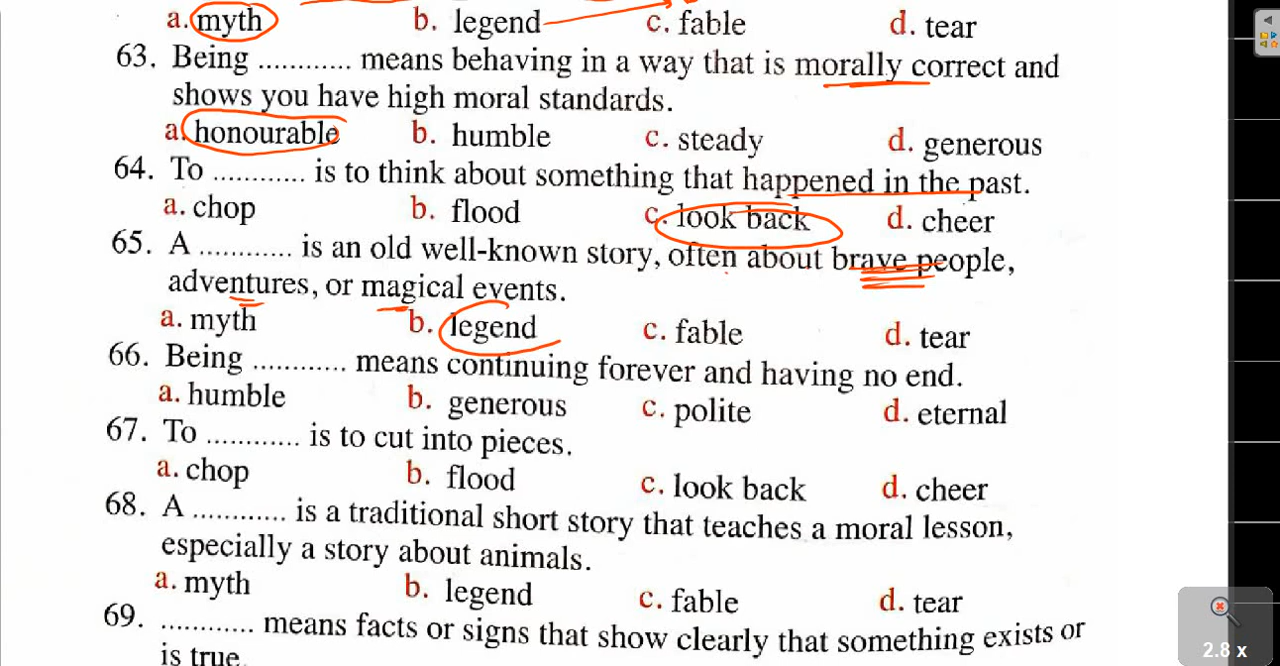 a. myth b. legend c. fable d. tear
63. Being ............ means behaving in a way that is morally correct and
shows you have high moral standards.
a. honourable b. humble c. steady d. generous
64. To ............ is to think about something that happened in the past.
a. chop b. flood c. look back d. cheer
65. A ............ is an old well-known story, often about brave people,
adventures, or magical events.
a. myth b. legend c. fable d. tear
66. Being ............ means continuing forever and having no end.
a. humble b. generous c. polite d. eternal
67. To ............ is to cut into pieces.
a. chop b. flood c. look back d. cheer
68. A ............ is a traditional short story that teaches a moral lesson,
especially a story about animals.
a. myth b. legend c. fable d. tear
69. ............ means facts or signs that show clearly that something exists or
is true.
2.8 x